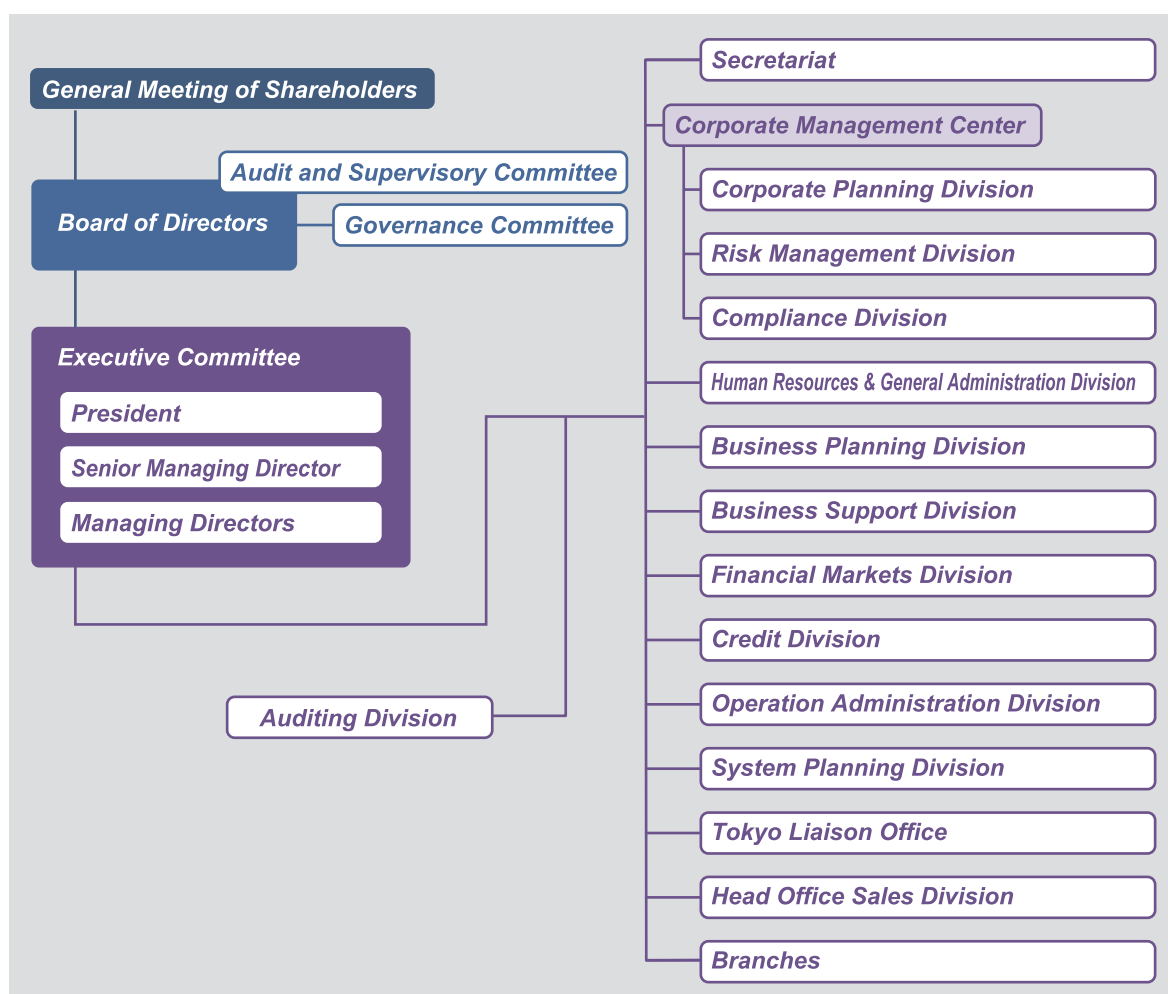 General Meeting of Shareholders
Audit and Supervisory Committee
Board of Directors
Governance Committee
Executive Committee
President
Senior Managing Director
Managing Directors
Auditing Division
Secretariat
Corporate Management Center
Corporate Planning Division
Risk Management Division
Compliance Division
Human Resources & General Administration Division
Business Planning Division
Business Support Division
Financial Markets Division
Credit Division
Operation Administration Division
System Planning Division
Tokyo Liaison Office
Head Office Sales Division
Branches